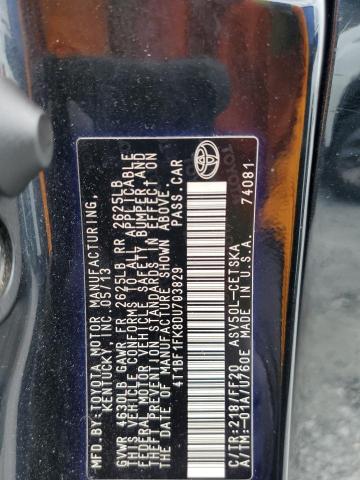 MFD.BY:TOYOTA MOTOR MANUFACTURING,
KENTUCKY, INC. 05/13
GVWR 4630LB GAWR FR 2625LB RR 2625LB
THIS VEHICLE CONFORMS TO ALL APPLICABLE
FEDERAL MOTOR VEHICLE SAFETY, BUMPER, AND
THEFT PREVENTION STANDARDS IN EFFECT ON
THE DATE OF MANUFACTURE SHOWN ABOVE.
4T1BF1FK8DU703829 PASS.CAR
C/TR:218/FF20 ASV50L-CETSKA
A/TM:-01A/U760E MADE IN U.S.A.
74081
TOYOTA